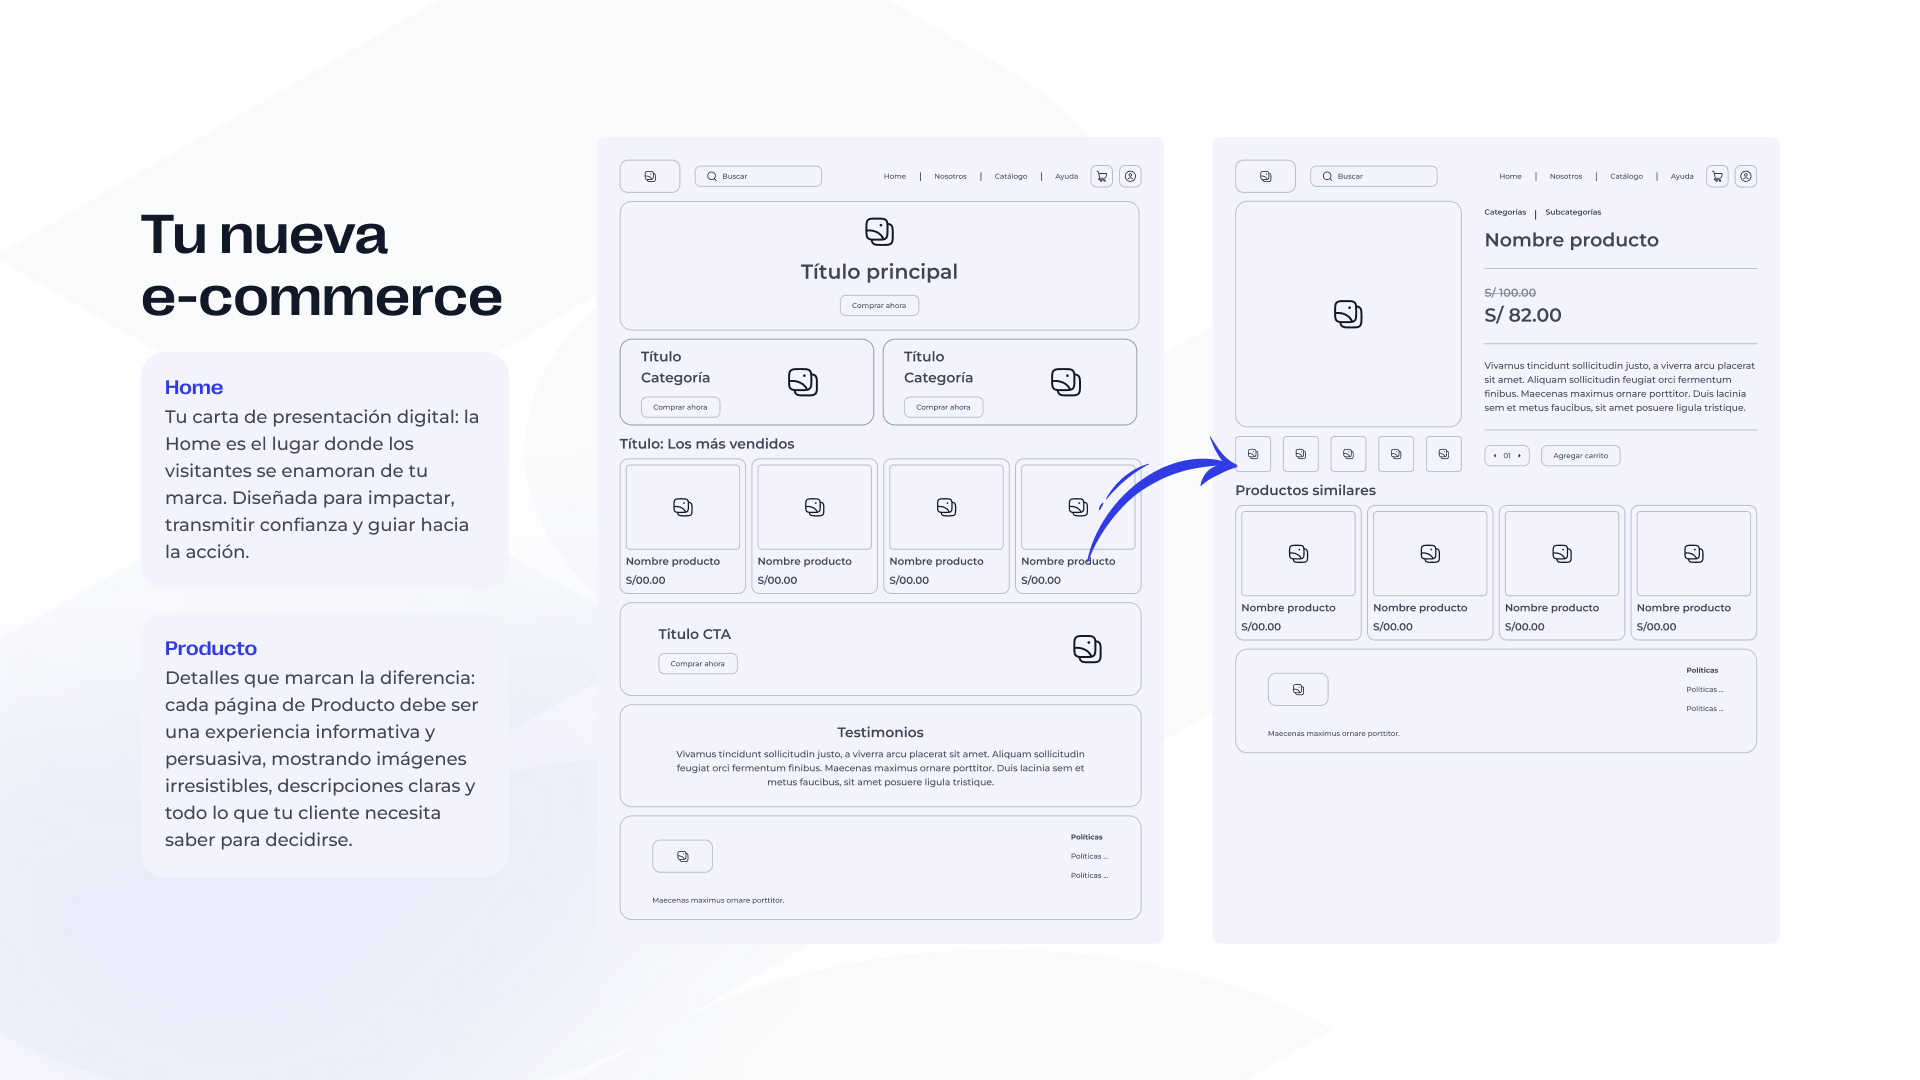 Tu nueva
e-commerce
Home
Tu carta de presentación digital: la
Home es el lugar donde los
visitantes se enamoran de tu
marca. Diseñada para impactar,
transmitir confianza y guiar hacia
la acción.
Producto
Detalles que marcan la diferencia:
cada página de Producto debe ser
una experiencia informativa y
persuasiva, mostrando imágenes
irresistibles, descripciones claras y
todo lo que tu cliente necesita
saber para decidirse.
Buscar
Home | Nosotros | Catálogo | Ayuda
Título principal
Comprar ahora
Título
Categoría
Comprar ahora
Título
Categoría
Comprar ahora
Título: Los más vendidos
Nombre producto
S/00.00
Nombre producto
S/00.00
Nombre producto
S/00.00
Nombre producto
S/00.00
Titulo CTA
Comprar ahora
Testimonios
Vivamus tincidunt sollicitudin justo, a viverra arcu placerat sit amet. Aliquam sollicitudin
feugiat orci fermentum finibus. Maecenas maximus ornare porttitor. Duis lacinia sem et
metus faucibus, sit amet posuere ligula tristique.
Políticas
Políticas ...
Políticas ...
Maecenas maximus ornare porttitor.
Buscar
Home | Nosotros | Catálogo | Ayuda
Categorías | Subcategorías
Nombre producto
S/ 100.00
S/ 82.00
Vivamus tincidunt sollicitudin justo, a viverra arcu placerat
sit amet. Aliquam sollicitudin feugiat orci fermentum
finibus. Maecenas maximus ornare porttitor. Duis lacinia
sem et metus faucibus, sit amet posuere ligula tristique.
01
Agregar carrito
Productos similares
Nombre producto
S/00.00
Nombre producto
S/00.00
Nombre producto
S/00.00
Nombre producto
S/00.00
Políticas
Políticas ...
Políticas ...
Maecenas maximus ornare porttitor.